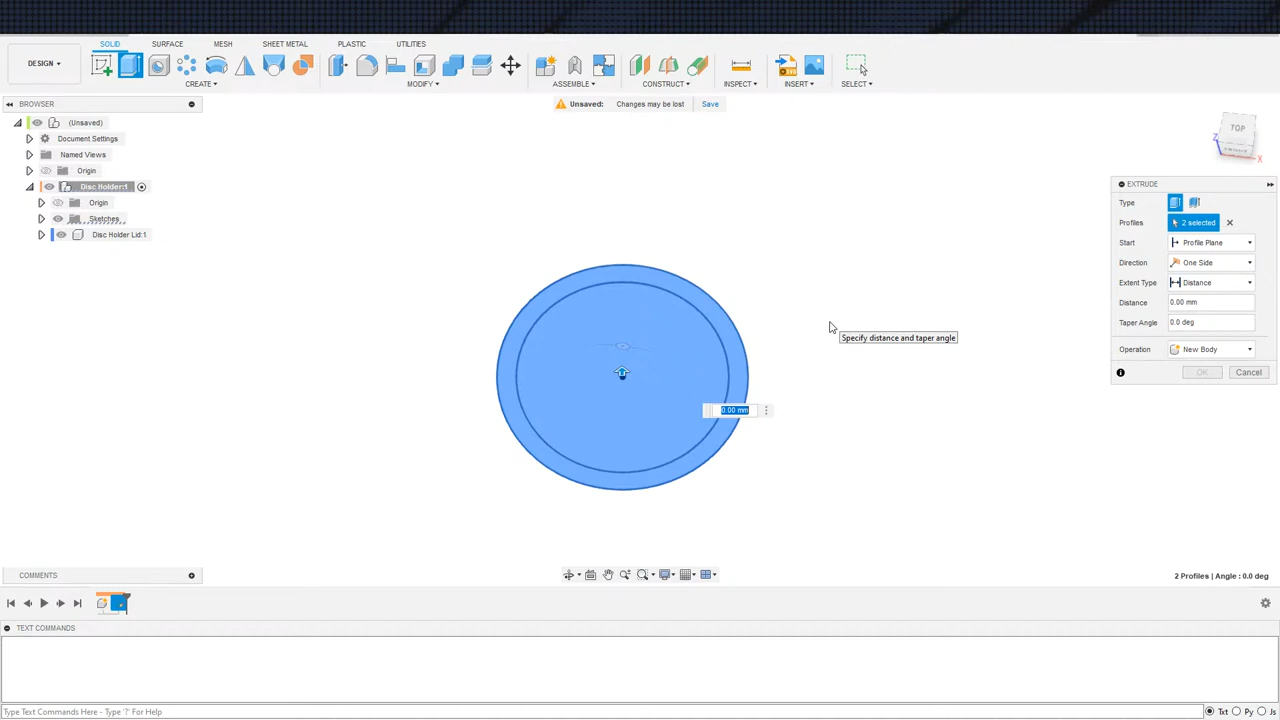 SOLID SURFACE MESH SHEET METAL PLASTIC UTILITIES
DESIGN
CREATE MODIFY ASSEMBLE CONSTRUCT INSPECT INSERT SELECT
BROWSER
Unsaved: Changes may be lost Save
(Unsaved)
Document Settings
Named Views
Origin
Disc Holder:1
Origin
Sketches
Disc Holder Lid:1
TOP
Z
X
EXTRUDE
Type
Profiles 2 selected
Start Profile Plane
Direction One Side
Extent Type Distance
Distance 0.00 mm
Taper Angle 0.0 deg
Operation New Body
OK Cancel
Specify distance and taper angle
0.00 mm
COMMENTS
2 Profiles | Angle : 0.0 deg
TEXT COMMANDS
Type Text Commands Here - Type '?' For Help
Txt Py Js